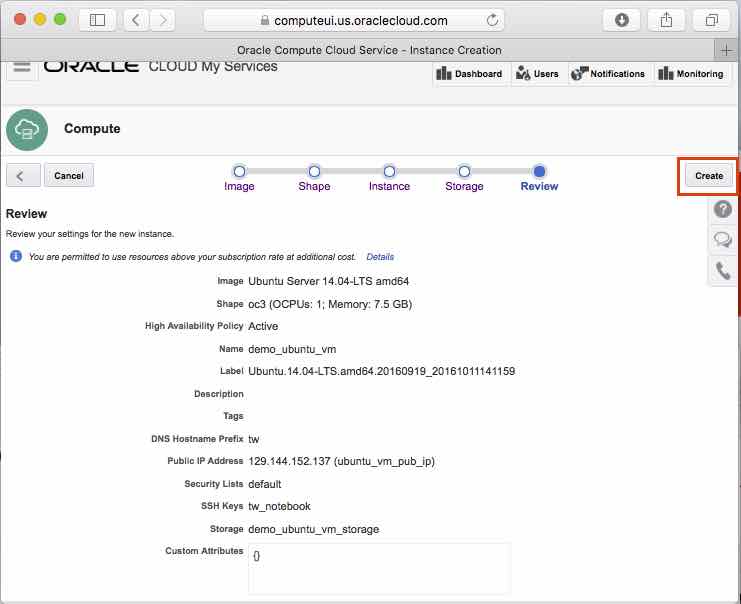 computeui.us.oraclecloud.com
Oracle Compute Cloud Service - Instance Creation
ORACLE CLOUD My Services
Dashboard Users Notifications Monitoring
Compute
Cancel
Image Shape Instance Storage Review
Create
Review
Review your settings for the new instance.
You are permitted to use resources above your subscription rate at additional cost. Details
Image Ubuntu Server 14.04-LTS amd64
Shape oc3 (OCPUs: 1; Memory: 7.5 GB)
High Availability Policy Active
Name demo_ubuntu_vm
Label Ubuntu.14.04-LTS.amd64.20160919_20161011141159
Description
Tags
DNS Hostname Prefix tw
Public IP Address 129.144.152.137 (ubuntu_vm_pub_ip)
Security Lists default
SSH Keys tw_notebook
Storage demo_ubuntu_vm_storage
Custom Attributes {}